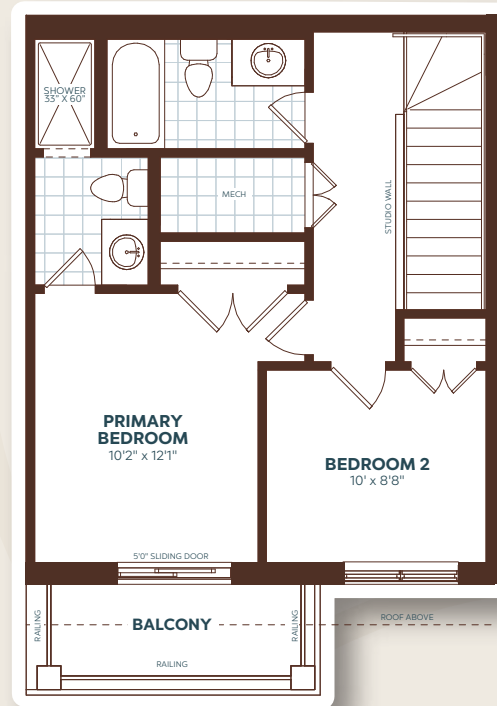 SHOWER
33" X 60"
MECH
STUDIO WALL
PRIMARY
BEDROOM
10'2" x 12'1"
BEDROOM 2
10' x 8'8"
5'0" SLIDING DOOR
RAILING
BALCONY
RAILING
ROOF ABOVE
RAILING